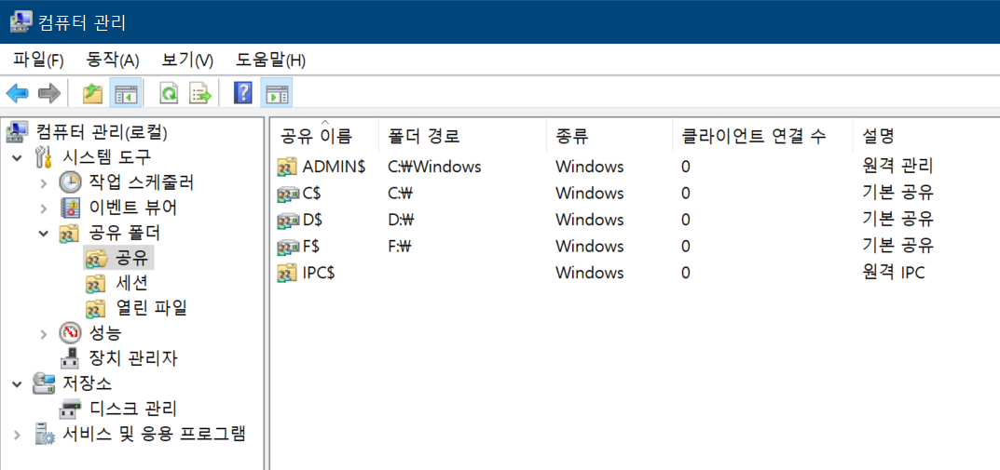 컴퓨터 관리
파일(F) 동작(A) 보기(V) 도움말(H)
컴퓨터 관리(로컬)
시스템 도구
작업 스케줄러
이벤트 뷰어
공유 폴더
공유
세션
열린 파일
성능
장치 관리자
저장소
디스크 관리
서비스 및 응용 프로그램
공유 이름 폴더 경로 종류 클라이언트 연결 수 설명
ADMIN$ C:₩Windows Windows 0 원격 관리
C$ C:₩ Windows 0 기본 공유
D$ D:₩ Windows 0 기본 공유
F$ F:₩ Windows 0 기본 공유
IPC$ Windows 0 원격 IPC